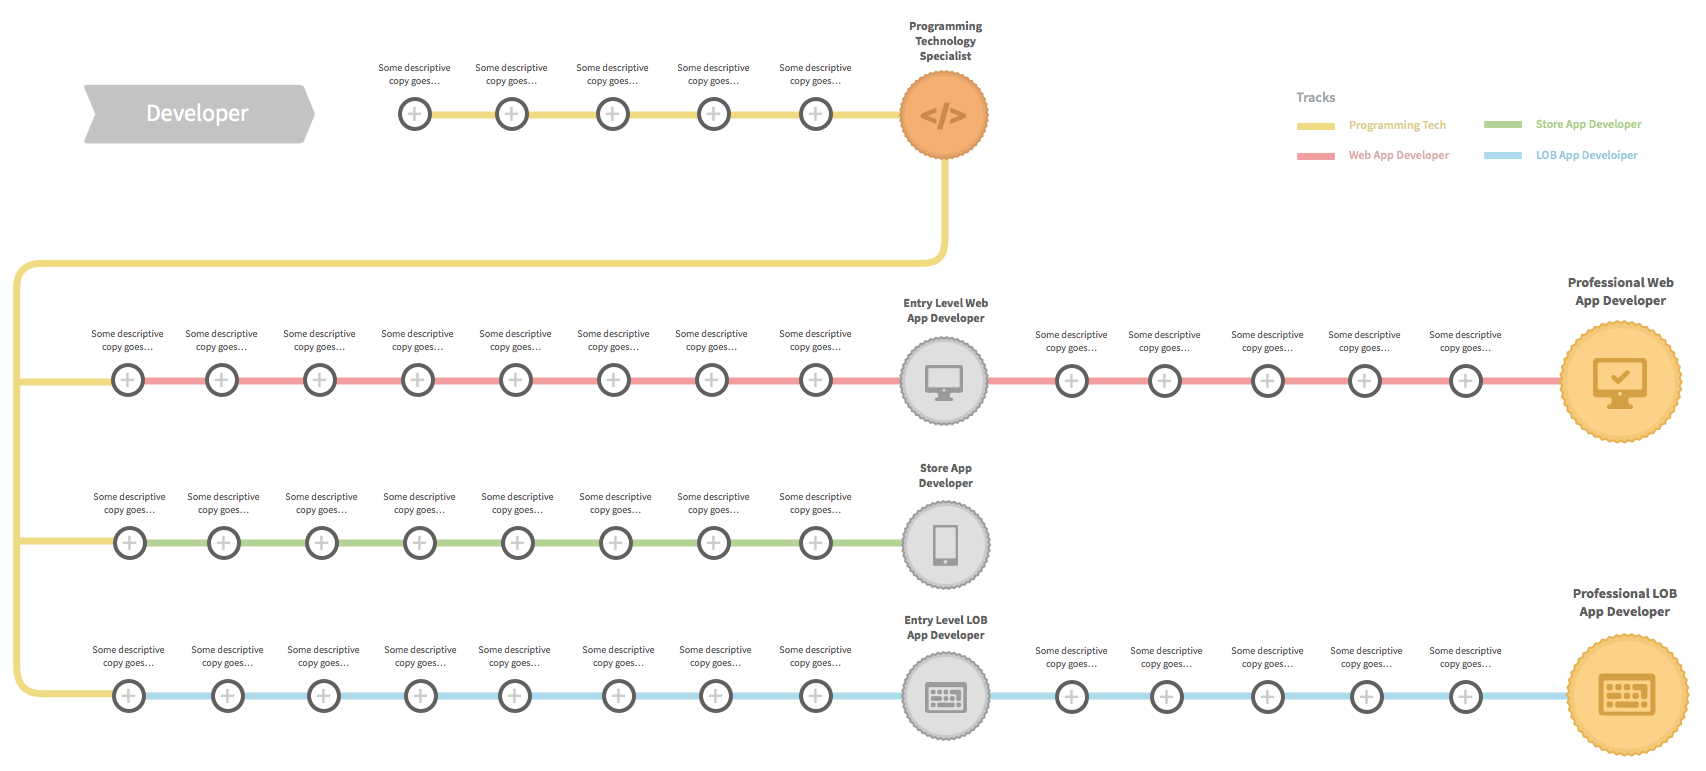 Developer
Some descriptive
copy goes...
Some descriptive
copy goes...
Some descriptive
copy goes...
Some descriptive
copy goes...
Some descriptive
copy goes...
Programming
Technology
Specialist
</>
Tracks
Programming Tech
Store App Developer
Web App Developer
LOB App Develoiper
Some descriptive
copy goes...
Some descriptive
copy goes...
Some descriptive
copy goes...
Some descriptive
copy goes...
Some descriptive
copy goes...
Some descriptive
copy goes...
Some descriptive
copy goes...
Some descriptive
copy goes...
Entry Level Web
App Developer
Some descriptive
copy goes...
Some descriptive
copy goes...
Some descriptive
copy goes...
Some descriptive
copy goes...
Some descriptive
copy goes...
Professional Web
App Developer
Some descriptive
copy goes...
Some descriptive
copy goes...
Some descriptive
copy goes...
Some descriptive
copy goes...
Some descriptive
copy goes...
Some descriptive
copy goes...
Some descriptive
copy goes...
Some descriptive
copy goes...
Store App
Developer
Some descriptive
copy goes...
Some descriptive
copy goes...
Some descriptive
copy goes...
Some descriptive
copy goes...
Some descriptive
copy goes...
Some descriptive
copy goes...
Some descriptive
copy goes...
Some descriptive
copy goes...
Entry Level LOB
App Developer
Some descriptive
copy goes...
Some descriptive
copy goes...
Some descriptive
copy goes...
Some descriptive
copy goes...
Some descriptive
copy goes...
Professional LOB
App Developer